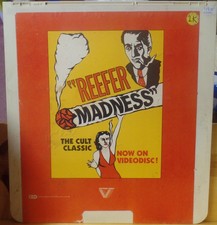 "REEFER
MADNESS"
THE CULT
CLASSIC
NOW ON
VIDEODISC!